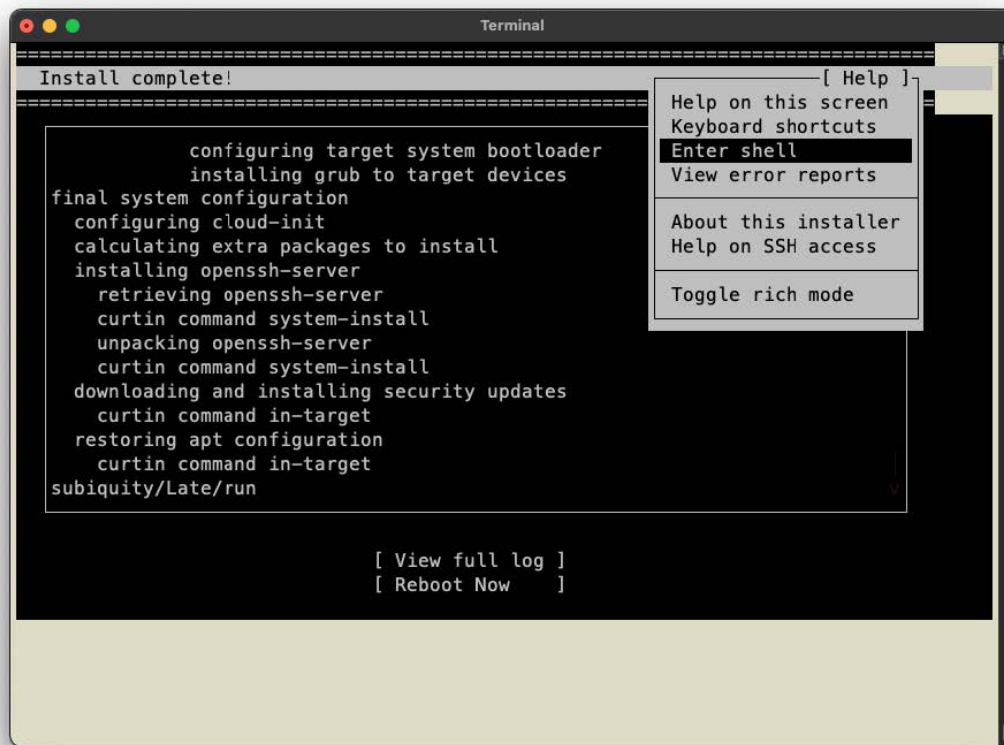 Terminal
================================================================================
Install complete!
[ Help ]
================================================================================
Help on this screen
Keyboard shortcuts
Enter shell
View error reports
About this installer
Help on SSH access
Toggle rich mode
configuring target system bootloader
installing grub to target devices
final system configuration
configuring cloud-init
calculating extra packages to install
installing openssh-server
retrieving openssh-server
curtin command system-install
unpacking openssh-server
curtin command system-install
downloading and installing security updates
curtin command in-target
restoring apt configuration
curtin command in-target
subiquity/Late/run
v
[ View full log ]
[ Reboot Now ]